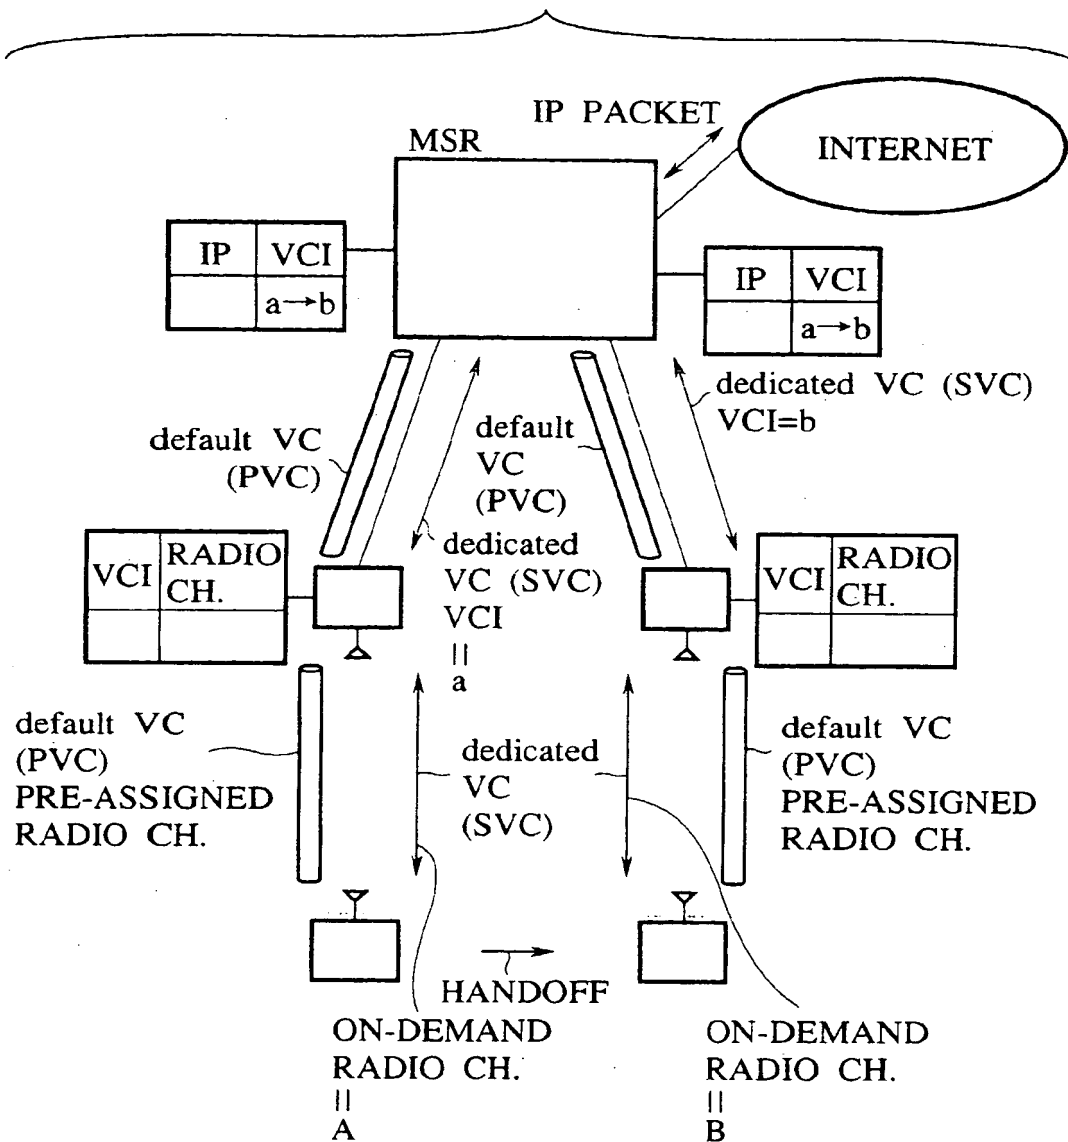 IP PACKET
INTERNET
MSR
IP VCI
a→b
IP VCI
a→b
dedicated VC (SVC)
VCI=b
default VC
(PVC)
default
VC
(PVC)
dedicated
VC (SVC)
VCI
=
a
VCI RADIO
CH.
VCI RADIO
CH.
default VC
(PVC)
PRE-ASSIGNED
RADIO CH.
dedicated
VC
(SVC)
default VC
(PVC)
PRE-ASSIGNED
RADIO CH.
HANDOFF
ON-DEMAND
RADIO CH.
=
A
ON-DEMAND
RADIO CH.
=
B